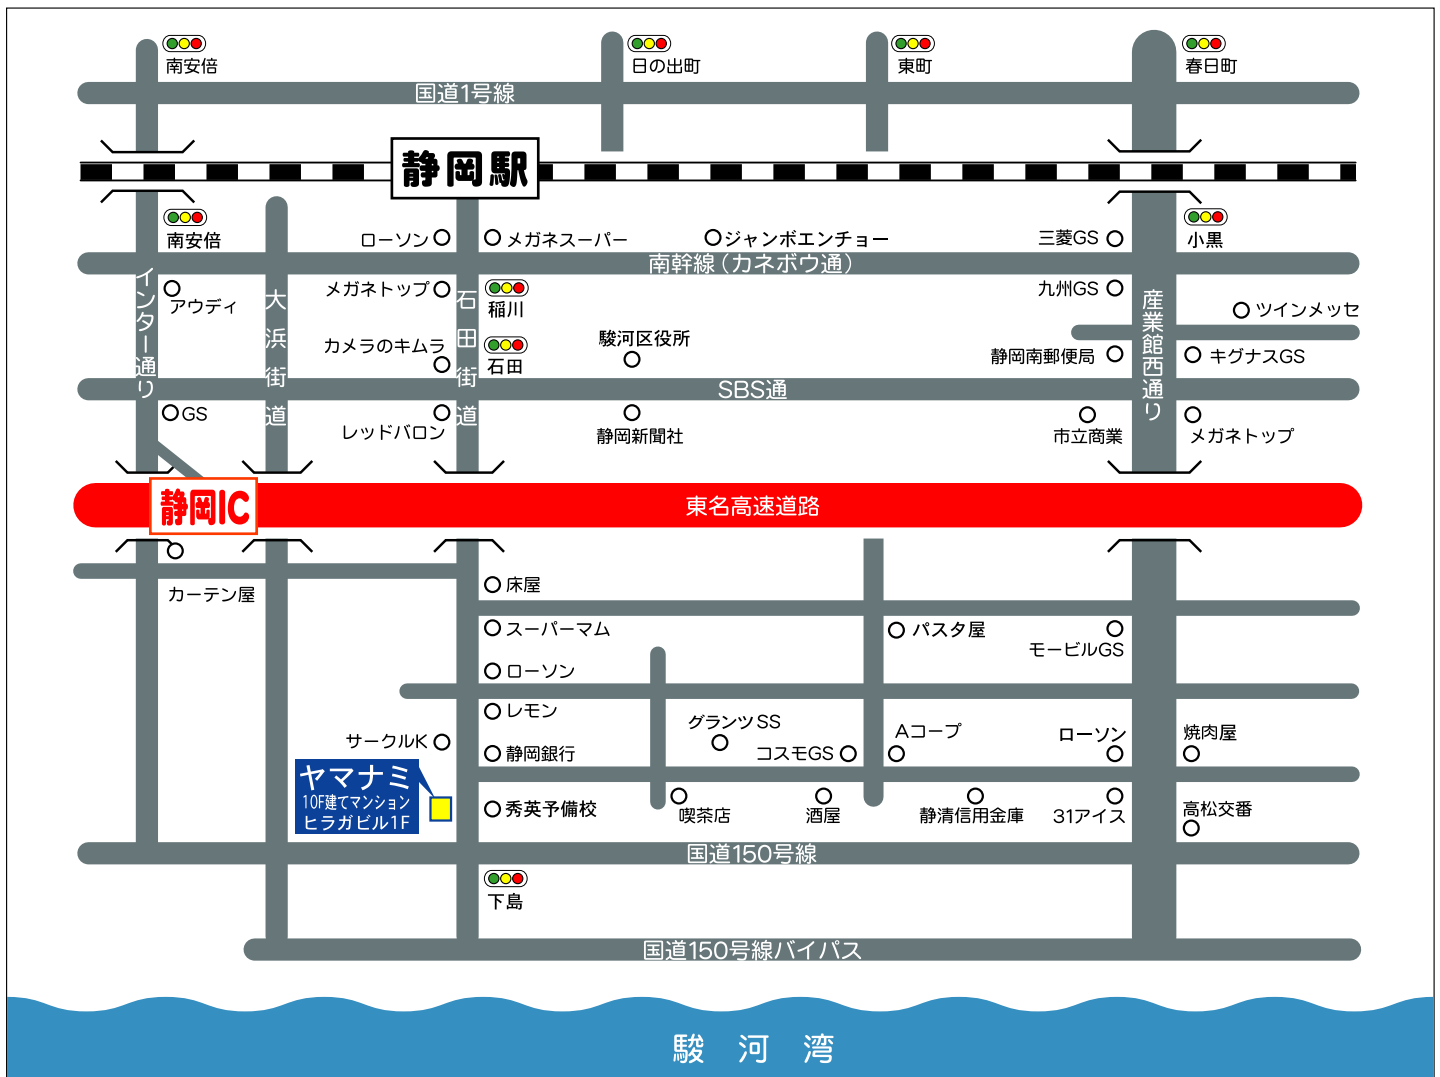 南安倍
日の出町
東町
春日町
国道1号線
静岡駅
南安倍
ローソン
メガネスーパー
ジャンボエンチョー
三菱GS
小黒
南幹線(カネボウ通)
インター通り
アウディ
大浜街道
メガネトップ
石田街道
稲川
九州GS
産業館西通り
ツインメッセ
カメラのキムラ
石田
駿河区役所
静岡南郵便局
キグナスGS
SBS通
GS
レッドバロン
静岡新聞社
市立商業
メガネトップ
静岡IC
東名高速道路
カーテン屋
床屋
スーパーマム
パスタ屋
モービルGS
ローソン
レモン
サークルK
静岡銀行
グランツSS
コスモGS
Aコープ
ローソン
焼肉屋
ヤマナミ
10F建てマンション
ヒラガビル1F
秀英予備校
喫茶店
酒屋
静清信用金庫
31アイス
高松交番
国道150号線
下島
国道150号線バイパス
駿河湾